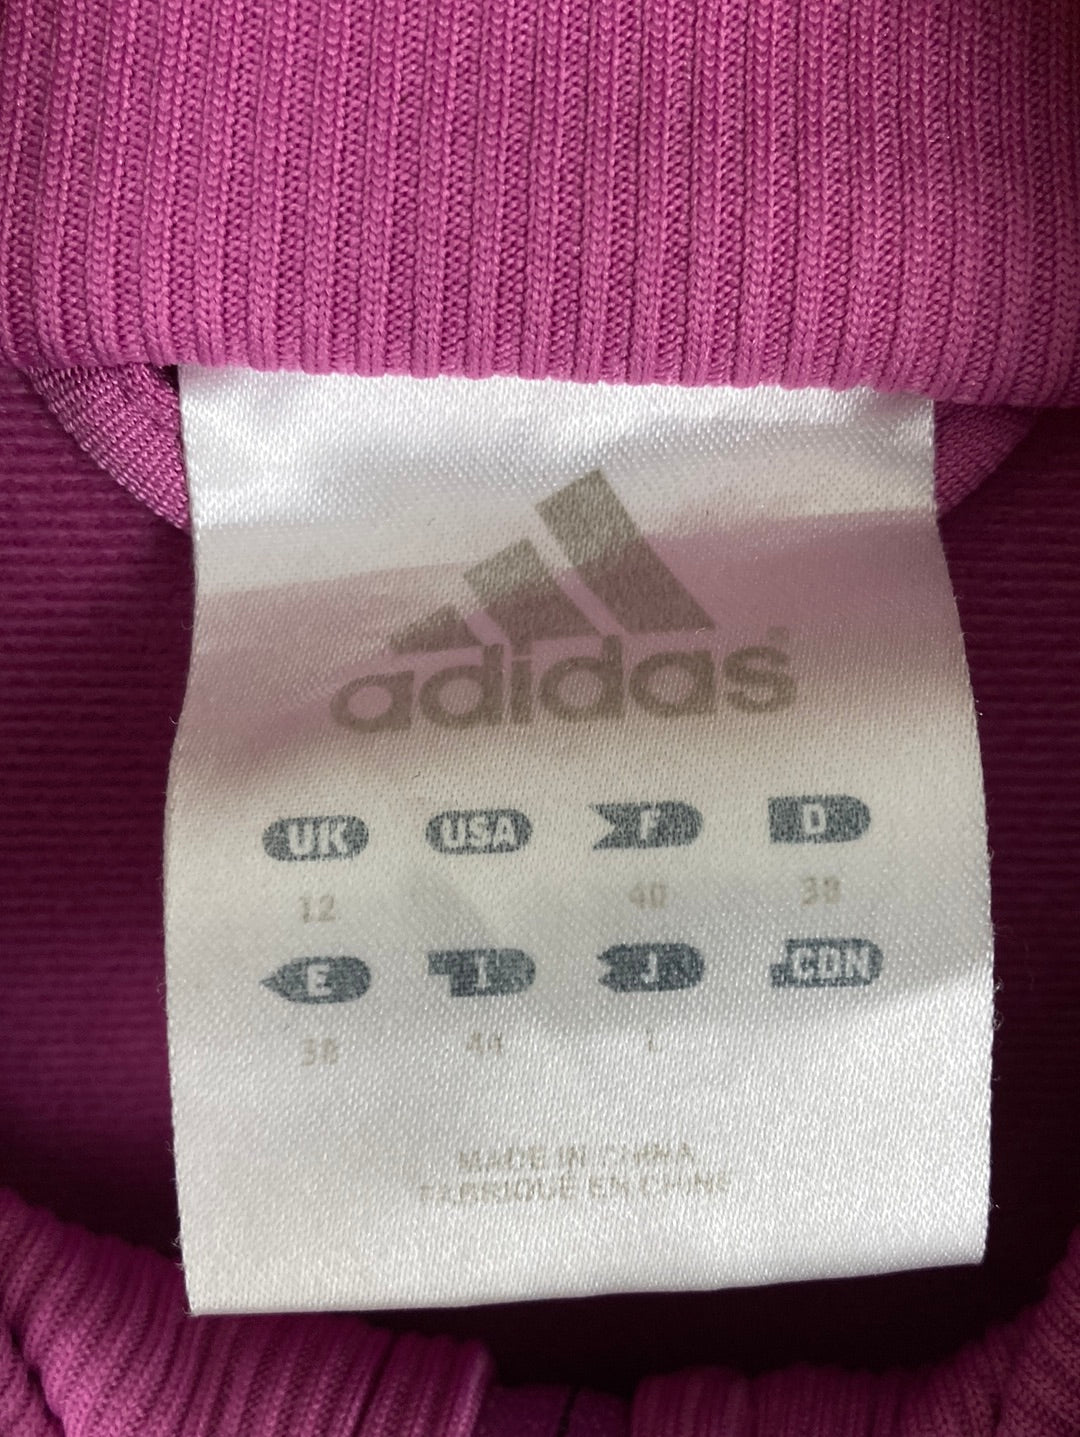 adidas®
UK USA F D
12 40 38
E I J CDN
38 44 L
MADE IN CHINA
FABRIQUÉ EN CHINE